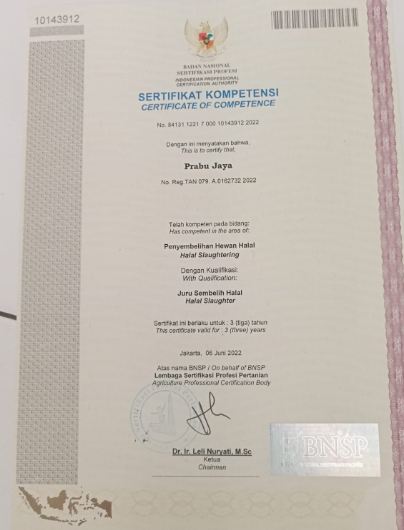 10143912
BADAN NASIONAL
SERTIFIKASI PROFESI
INDONESIAN PROFESSIONAL
CERTIFICATION AUTHORITY
SERTIFIKAT KOMPETENSI
CERTIFICATE OF COMPETENCE
No. 84131 1221 7 000 10143912 2022
Dengan ini menyatakan bahwa,
This is to certify that,
Prabu Jaya
No. Reg.TAN 079. A.0162732 2022
Telah kompeten pada bidang:
Has competent in the area of:
Penyembelihan Hewan Halal
Halal Slaughtering
Dengan Kualifikasi:
With Qualification:
Juru Sembelih Halal
Halal Slaughter
Sertifikat ini berlaku untuk : 3 (tiga) tahun
This certificate valid for : 3 (three) years
Jakarta, 06 Juni 2022
Atas nama BNSP / On behalf of BNSP
Lembaga Sertifikasi Profesi Pertanian
Agriculture Professional Certification Body
Dr. Ir. Leli Nuryati, M.Sc
Ketua
Chairman
BNSP